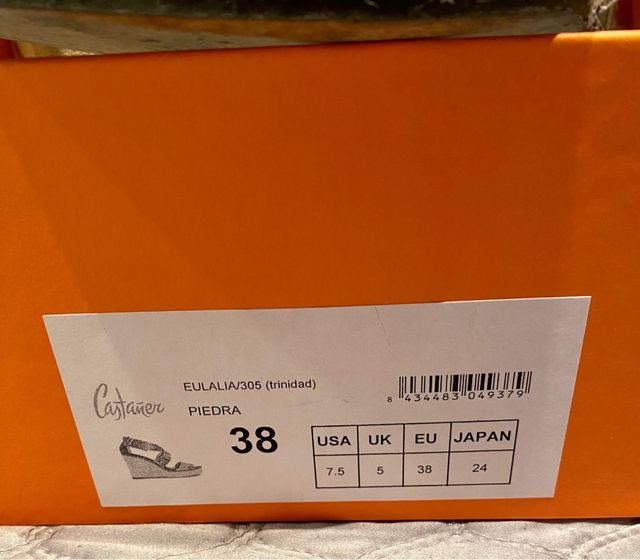 Castañer
EULALIA/305 (trinidad)
PIEDRA
38
8 434483 049379
USA UK EU JAPAN
7.5 5 38 24